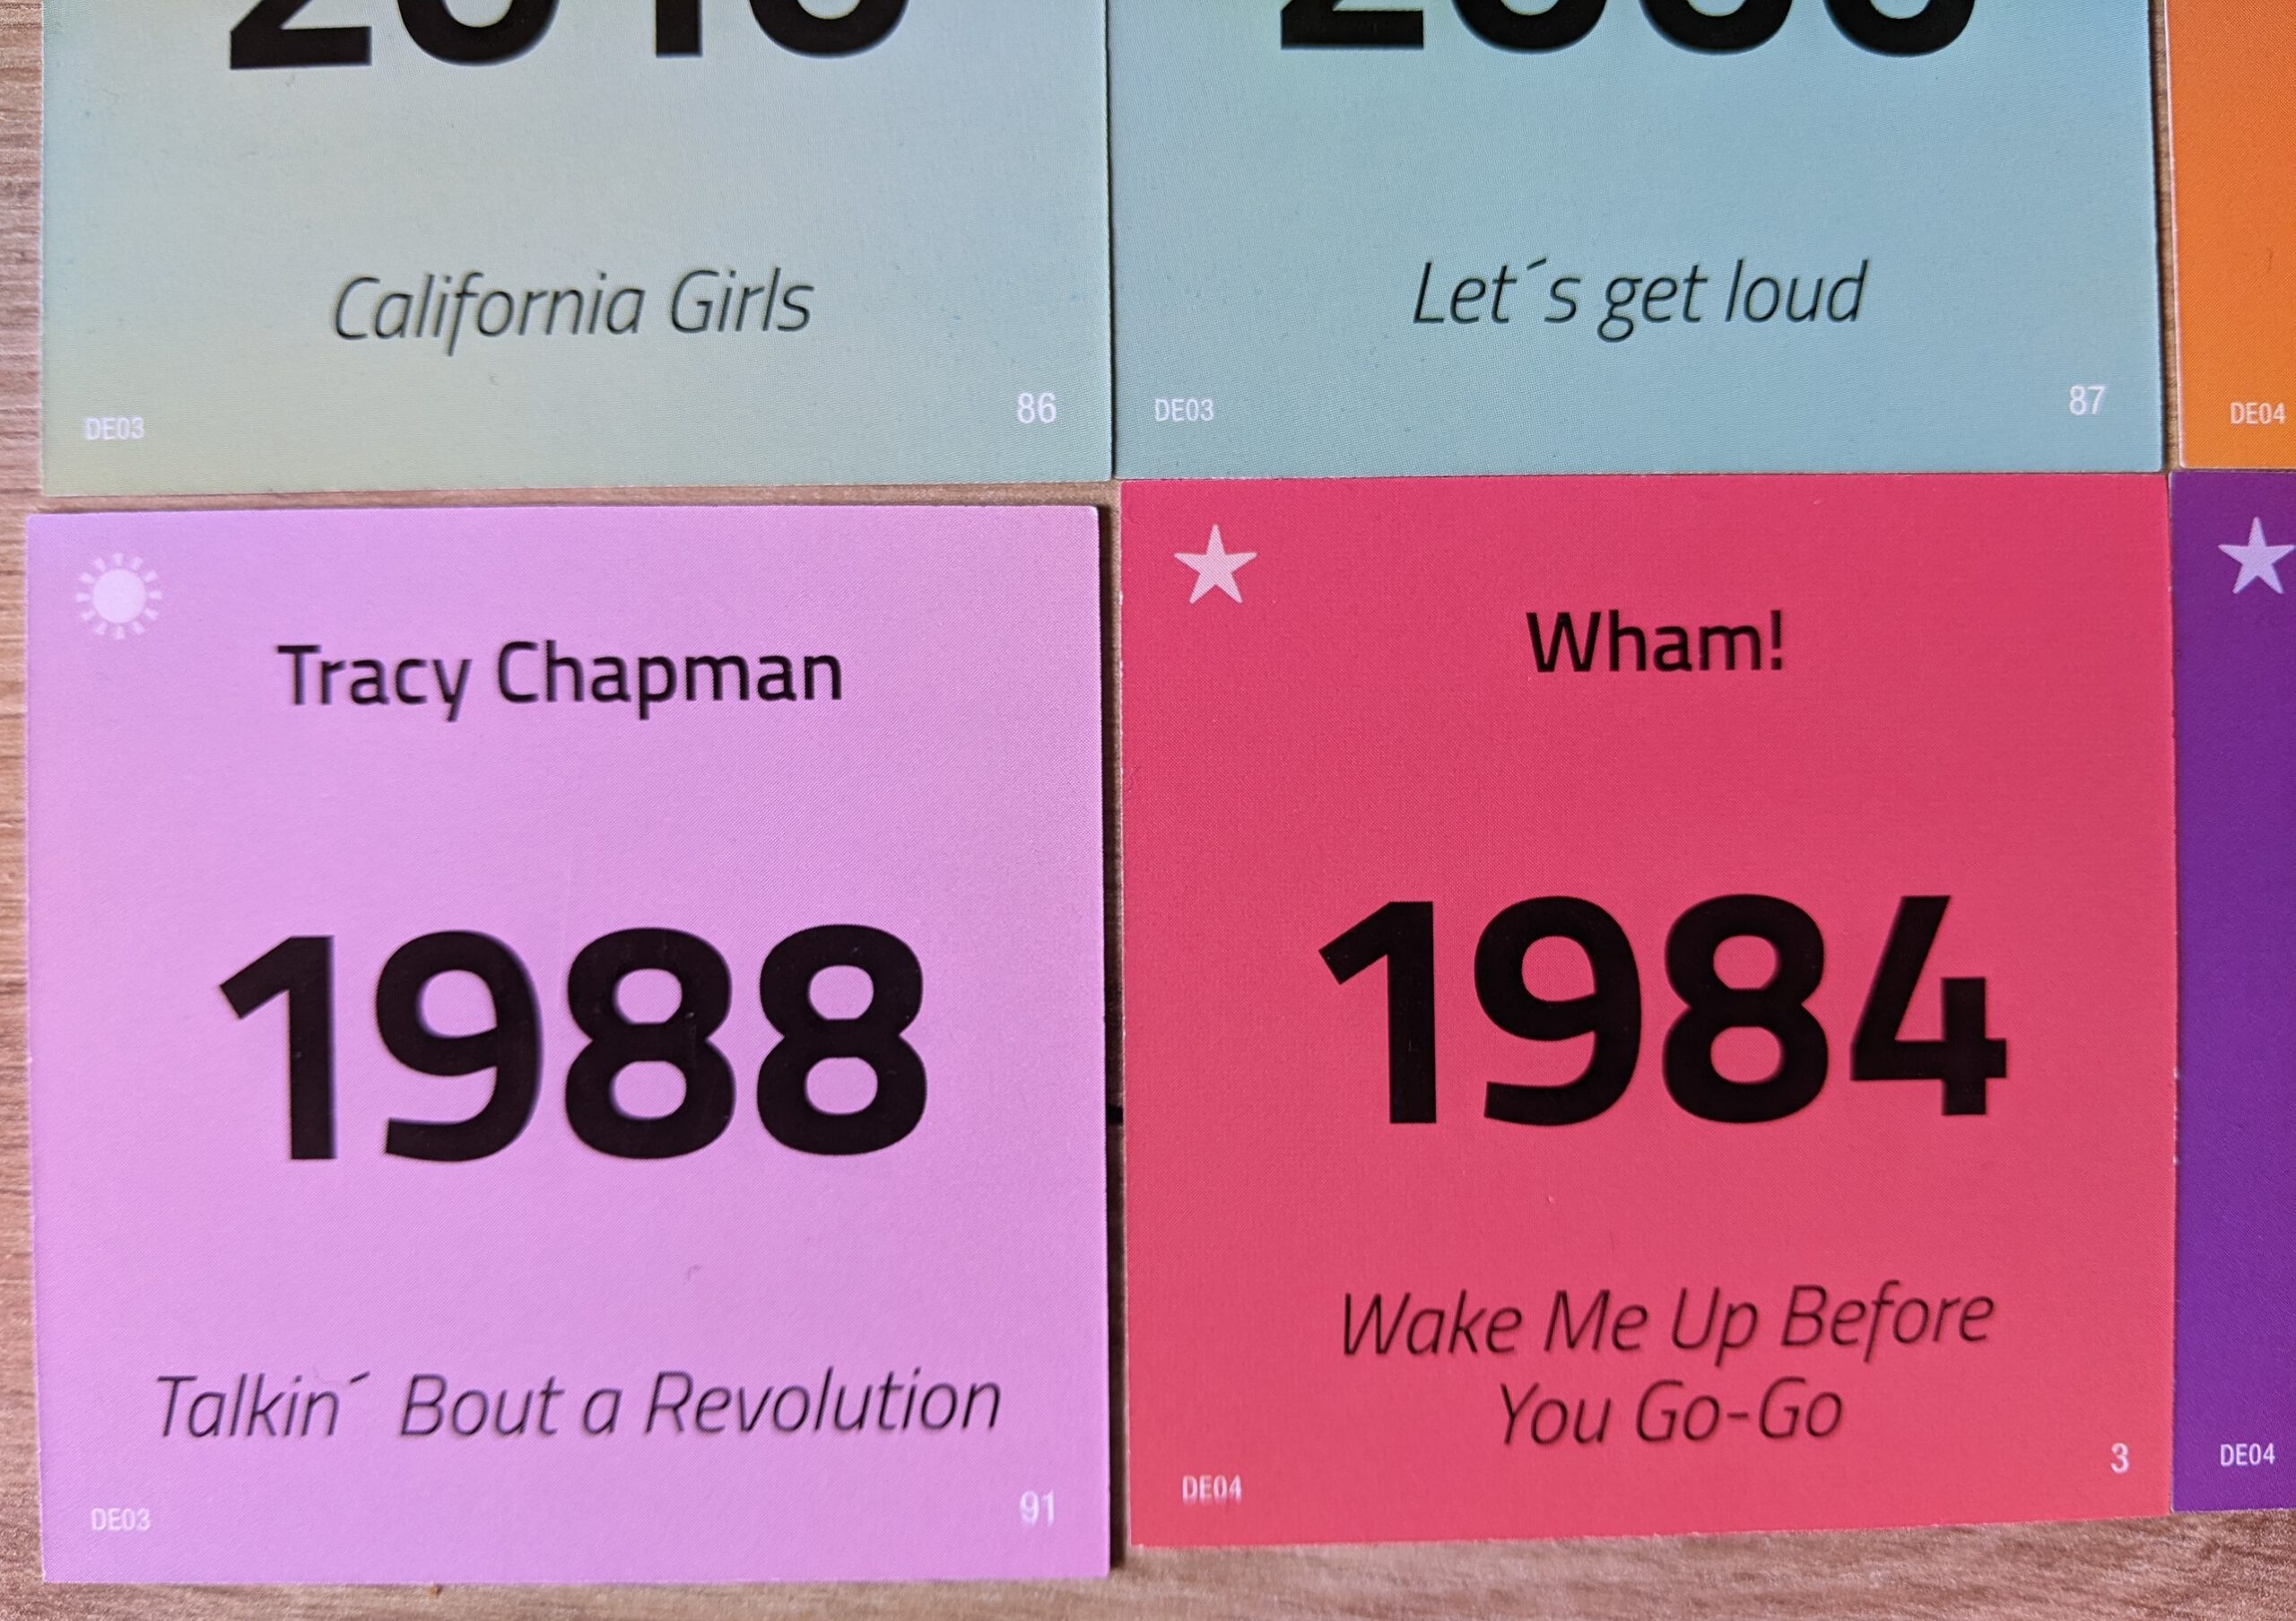 California Girls
DE03
86
Let´s get loud
DE03
87
DE04
Tracy Chapman
1988
Talkin´ Bout a Revolution
DE03
91
Wham!
1984
Wake Me Up Before
You Go-Go
DE04
3
DE04